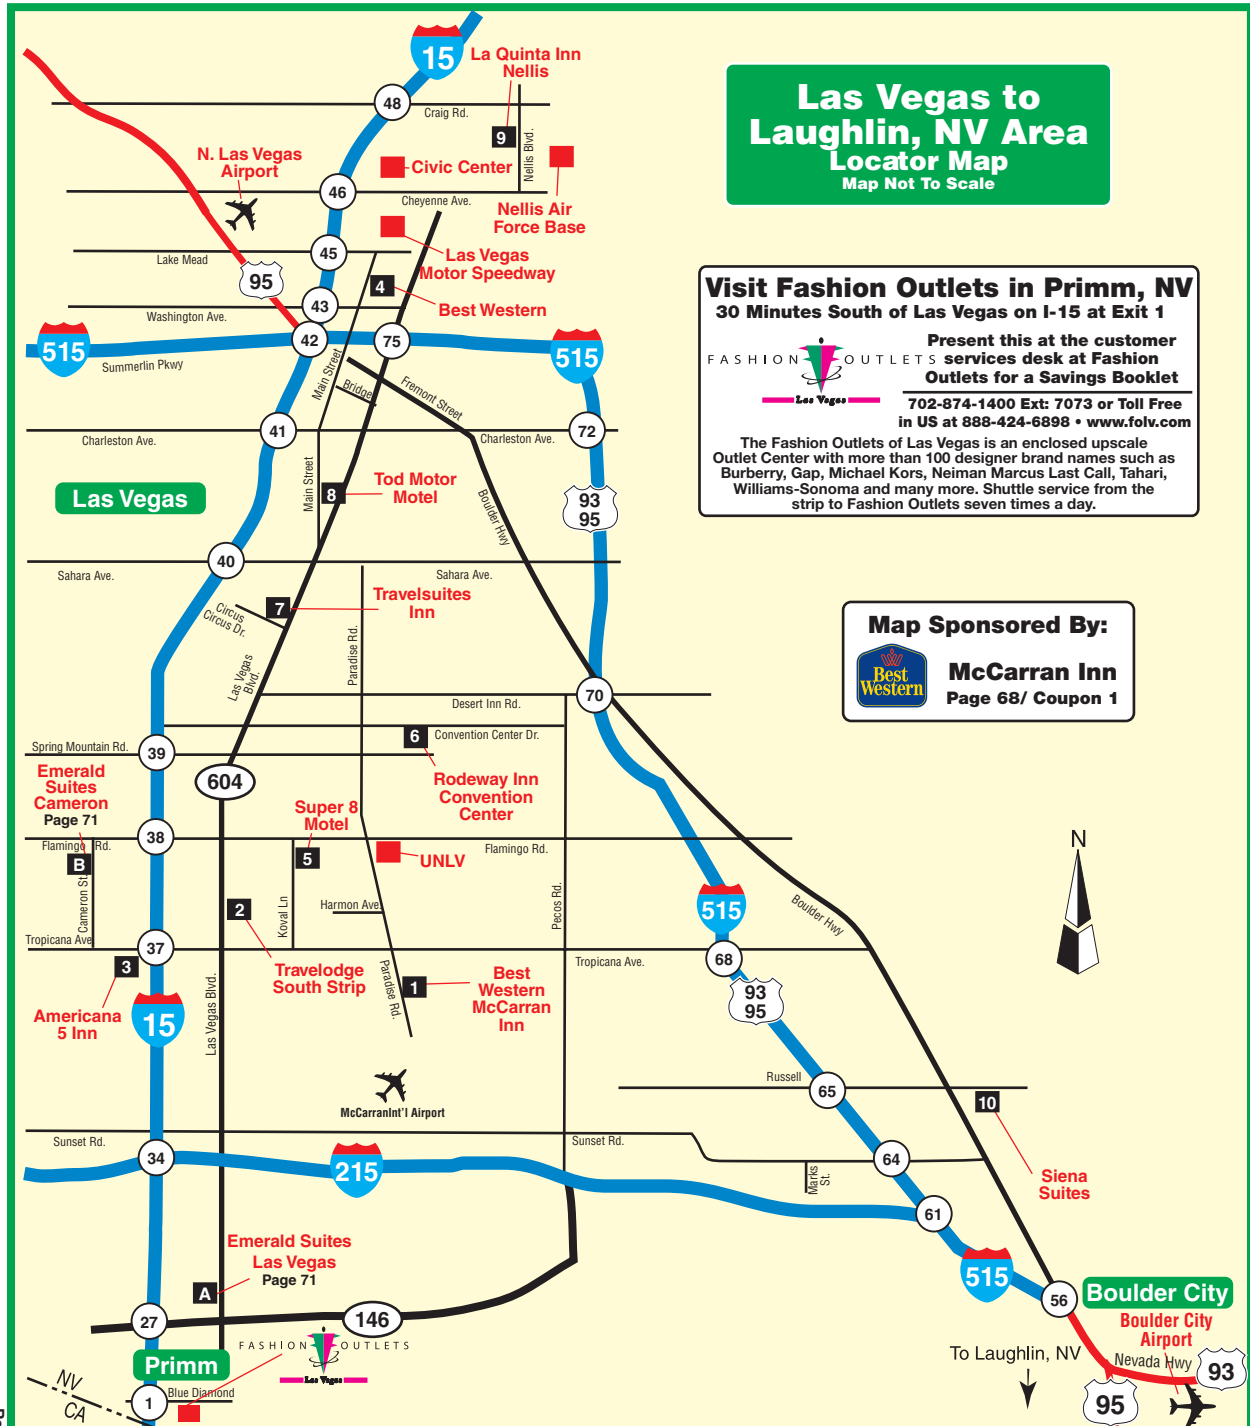 15
La Quinta Inn
Nellis
48
Craig Rd.
9
Nellis Blvd.
N. Las Vegas
Airport
Civic Center
46
Cheyenne Ave.
Nellis Air
Force Base
Las Vegas to
Laughlin, NV Area
Locator Map
Map Not To Scale
45
Lake Mead
Las Vegas
Motor Speedway
95
4
Best Western
43
Washington Ave.
42
75
515
515
Summerlin Pkwy
Main Street
Bridge
Fremont Street
Visit Fashion Outlets in Primm, NV
30 Minutes South of Las Vegas on I-15 at Exit 1
FASHION OUTLETS
Las Vegas
Present this at the customer
services desk at Fashion
Outlets for a Savings Booklet
702-874-1400 Ext: 7073 or Toll Free
in US at 888-424-6898 • www.folv.com
The Fashion Outlets of Las Vegas is an enclosed upscale
Outlet Center with more than 100 designer brand names such as
Burberry, Gap, Michael Kors, Neiman Marcus Last Call, Tahari,
Williams-Sonoma and many more. Shuttle service from the
strip to Fashion Outlets seven times a day.
41
Charleston Ave.
Charleston Ave.
72
Las Vegas
Main Street
8
Tod Motor
Motel
Boulder Hwy
93
95
40
Sahara Ave.
Sahara Ave.
Circus
Circus Dr.
7
Travelsuites
Inn
Paradise Rd.
Las Vegas
Blvd.
Map Sponsored By:
Best
Western
McCarran Inn
Page 68/ Coupon 1
70
Desert Inn Rd.
6
Convention Center Dr.
Spring Mountain Rd.
39
604
Rodeway Inn
Convention
Center
Emerald
Suites
Cameron
Page 71
Super 8
Motel
38
Flamingo Rd.
B
5
UNLV
Flamingo Rd.
Cameron St.
Koval Ln
2
Harmon Ave.
Pecos Rd.
515
Boulder Hwy
N
Tropicana Ave.
37
Tropicana Ave.
68
3
Travelodge
South Strip
Paradise Rd.
1
Best
Western
McCarran
Inn
93
95
Americana
5 Inn
15
Las Vegas Blvd.
McCarranInt'l Airport
Russell
65
10
Sunset Rd.
Sunset Rd.
34
215
Marks
St.
64
Siena
Suites
61
Emerald Suites
Las Vegas
Page 71
A
515
27
146
56
Boulder City
Boulder City
Airport
FASHION OUTLETS
Las Vegas
Primm
To Laughlin, NV
Nevada Hwy
93
NV
CA
1
Blue Diamond
95